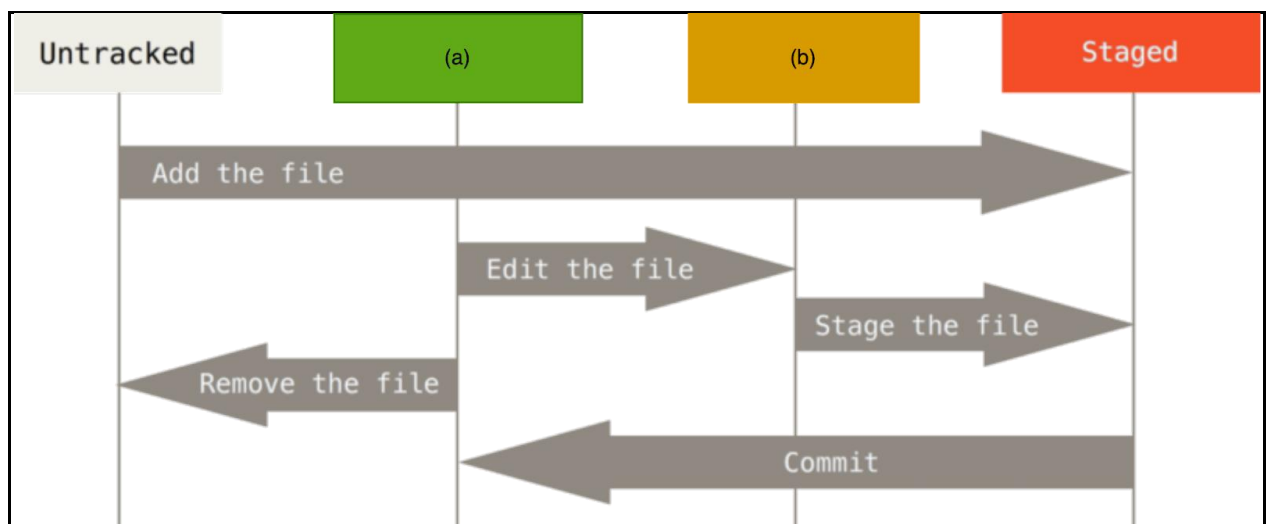 Untracked
(a)
(b)
Staged
Add the file
Edit the file
Stage the file
Remove the file
Commit